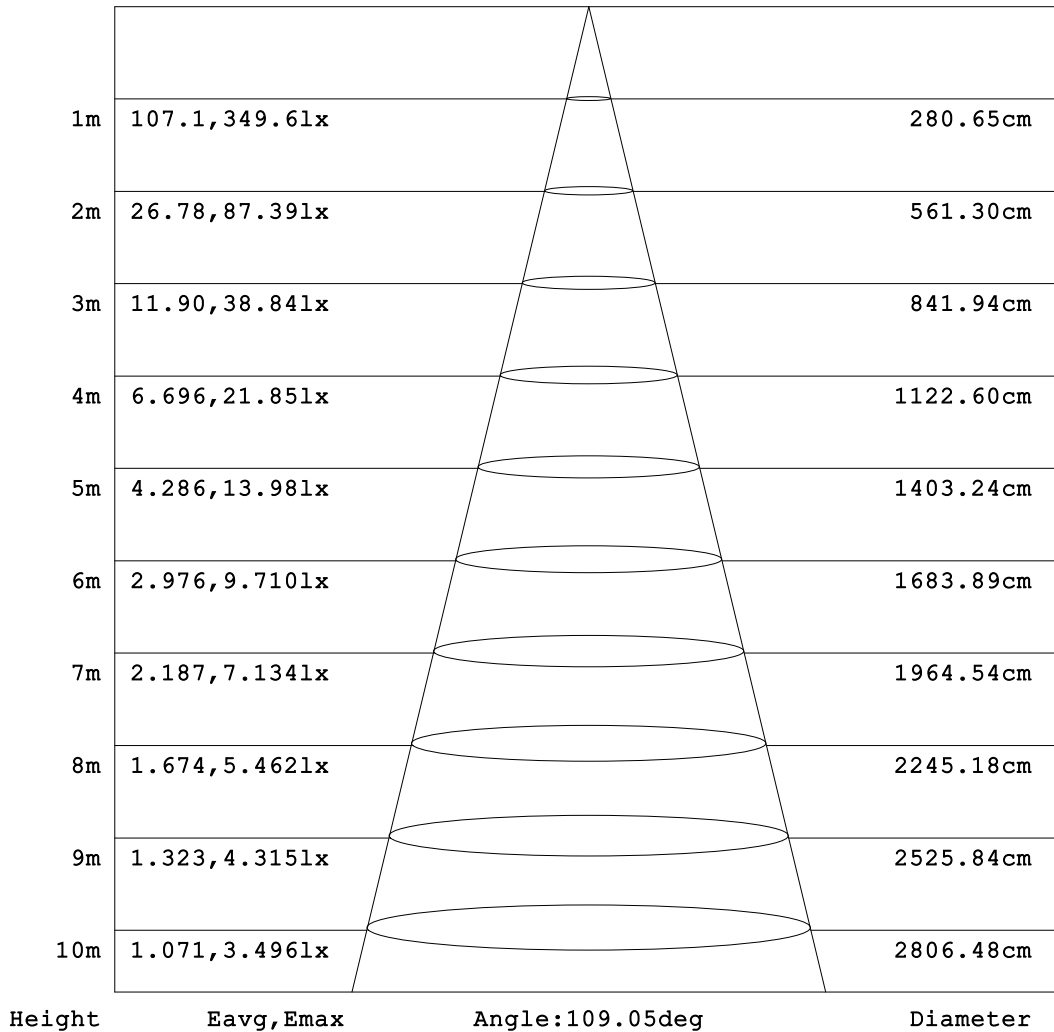 1m 107.1,349.6lx 280.65cm
2m 26.78,87.39lx 561.30cm
3m 11.90,38.84lx 841.94cm
4m 6.696,21.85lx 1122.60cm
5m 4.286,13.98lx 1403.24cm
6m 2.976,9.710lx 1683.89cm
7m 2.187,7.134lx 1964.54cm
8m 1.674,5.462lx 2245.18cm
9m 1.323,4.315lx 2525.84cm
10m 1.071,3.496lx 2806.48cm
Height Eavg,Emax Angle:109.05deg Diameter